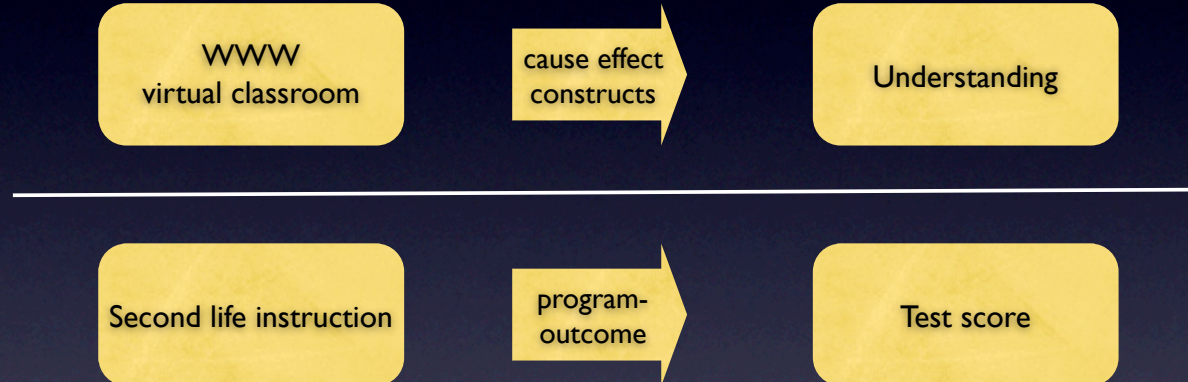 WWW
virtual classroom
cause effect
constructs
Understanding
Second life instruction
program-
outcome
Test score